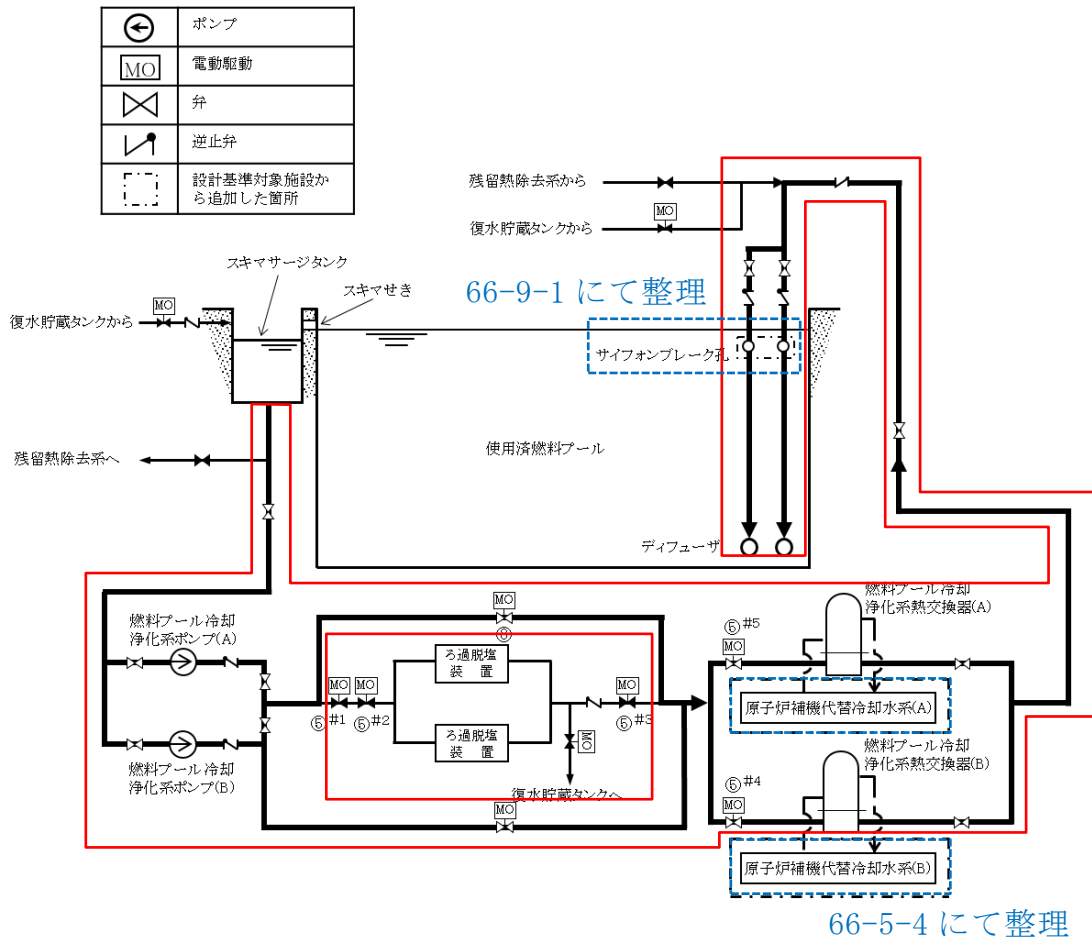 ポンプ
MO
電動駆動
弁
逆止弁
設計基準対象施設か
ら追加した箇所
残留熱除去系から
MO
復水貯蔵タンクから
スキマサージタンク
スキマせき
66-9-1 にて整理
MO
復水貯蔵タンクから
サイフォンブレーク孔
残留熱除去系へ
使用済燃料プール
ディフューザ
燃料プール冷却
浄化系熱交換器(A)
燃料プール冷却
浄化系ポンプ(A)
MO
⑧
⑤#5
MO
ろ過脱塩
装 置
MO
MO
MO
⑤#1
⑤#2
⑤#3
原子炉補機代替冷却水系(A)
ろ過脱塩
装 置
MO
燃料プール冷却
浄化系熱交換器(B)
燃料プール冷却
浄化系ポンプ(B)
復水貯蔵タンクへ
⑤#4
MO
MO
原子炉補機代替冷却水系(B)
66-5-4 にて整理